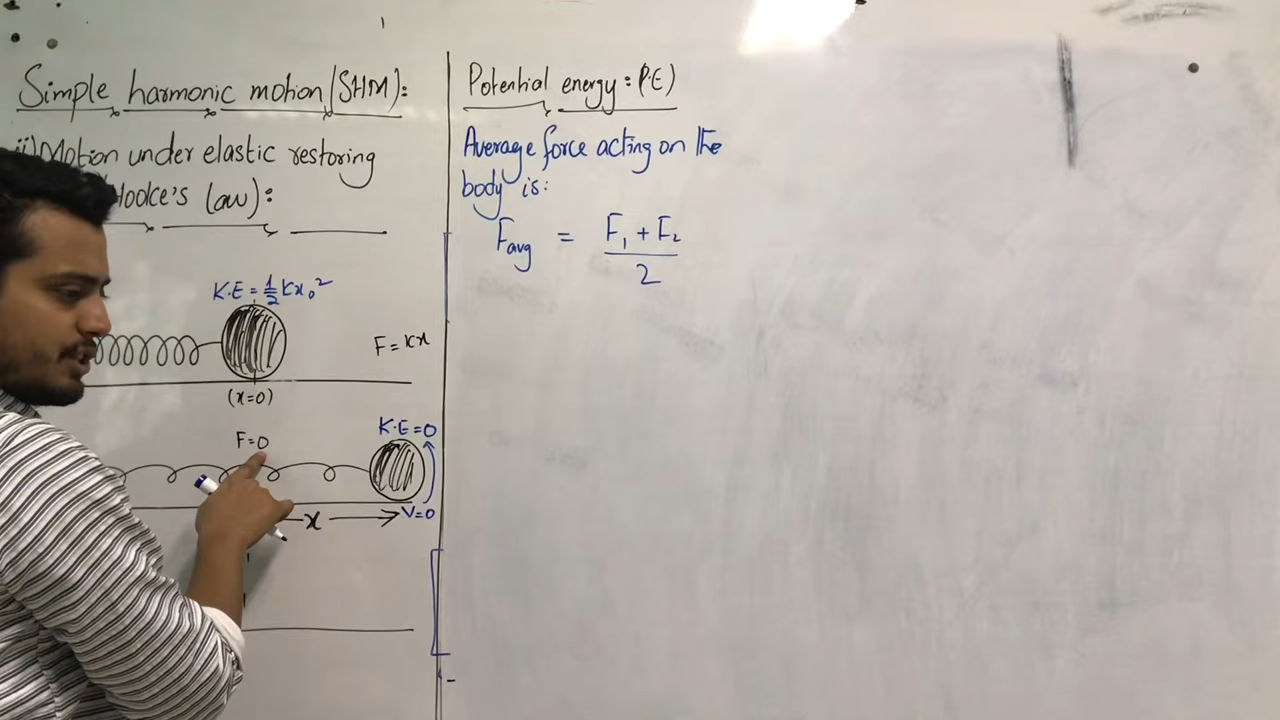 Simple harmonic motion (SHM):
ii) Motion under elastic restoring
Hooke's law):
K.E = 1/2 Kx₀²
F = Kx
(x=0)
K.E=0
F=0
x
V=0
Potential energy: P.E)
Average force acting on the
body is:
Favg = F₁ + F₂ / 2